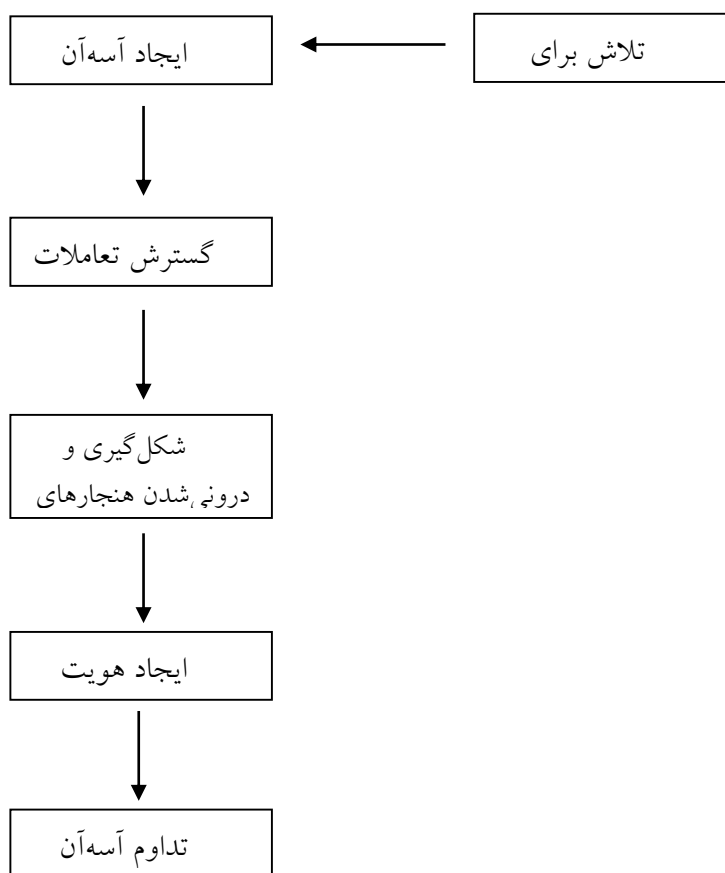 تلاش برای
ایجاد آسه‌آن
گسترش تعاملات
شکل‌گیری و
درونی‌شدن هنجارهای
ایجاد هویت
تداوم آسه‌آن